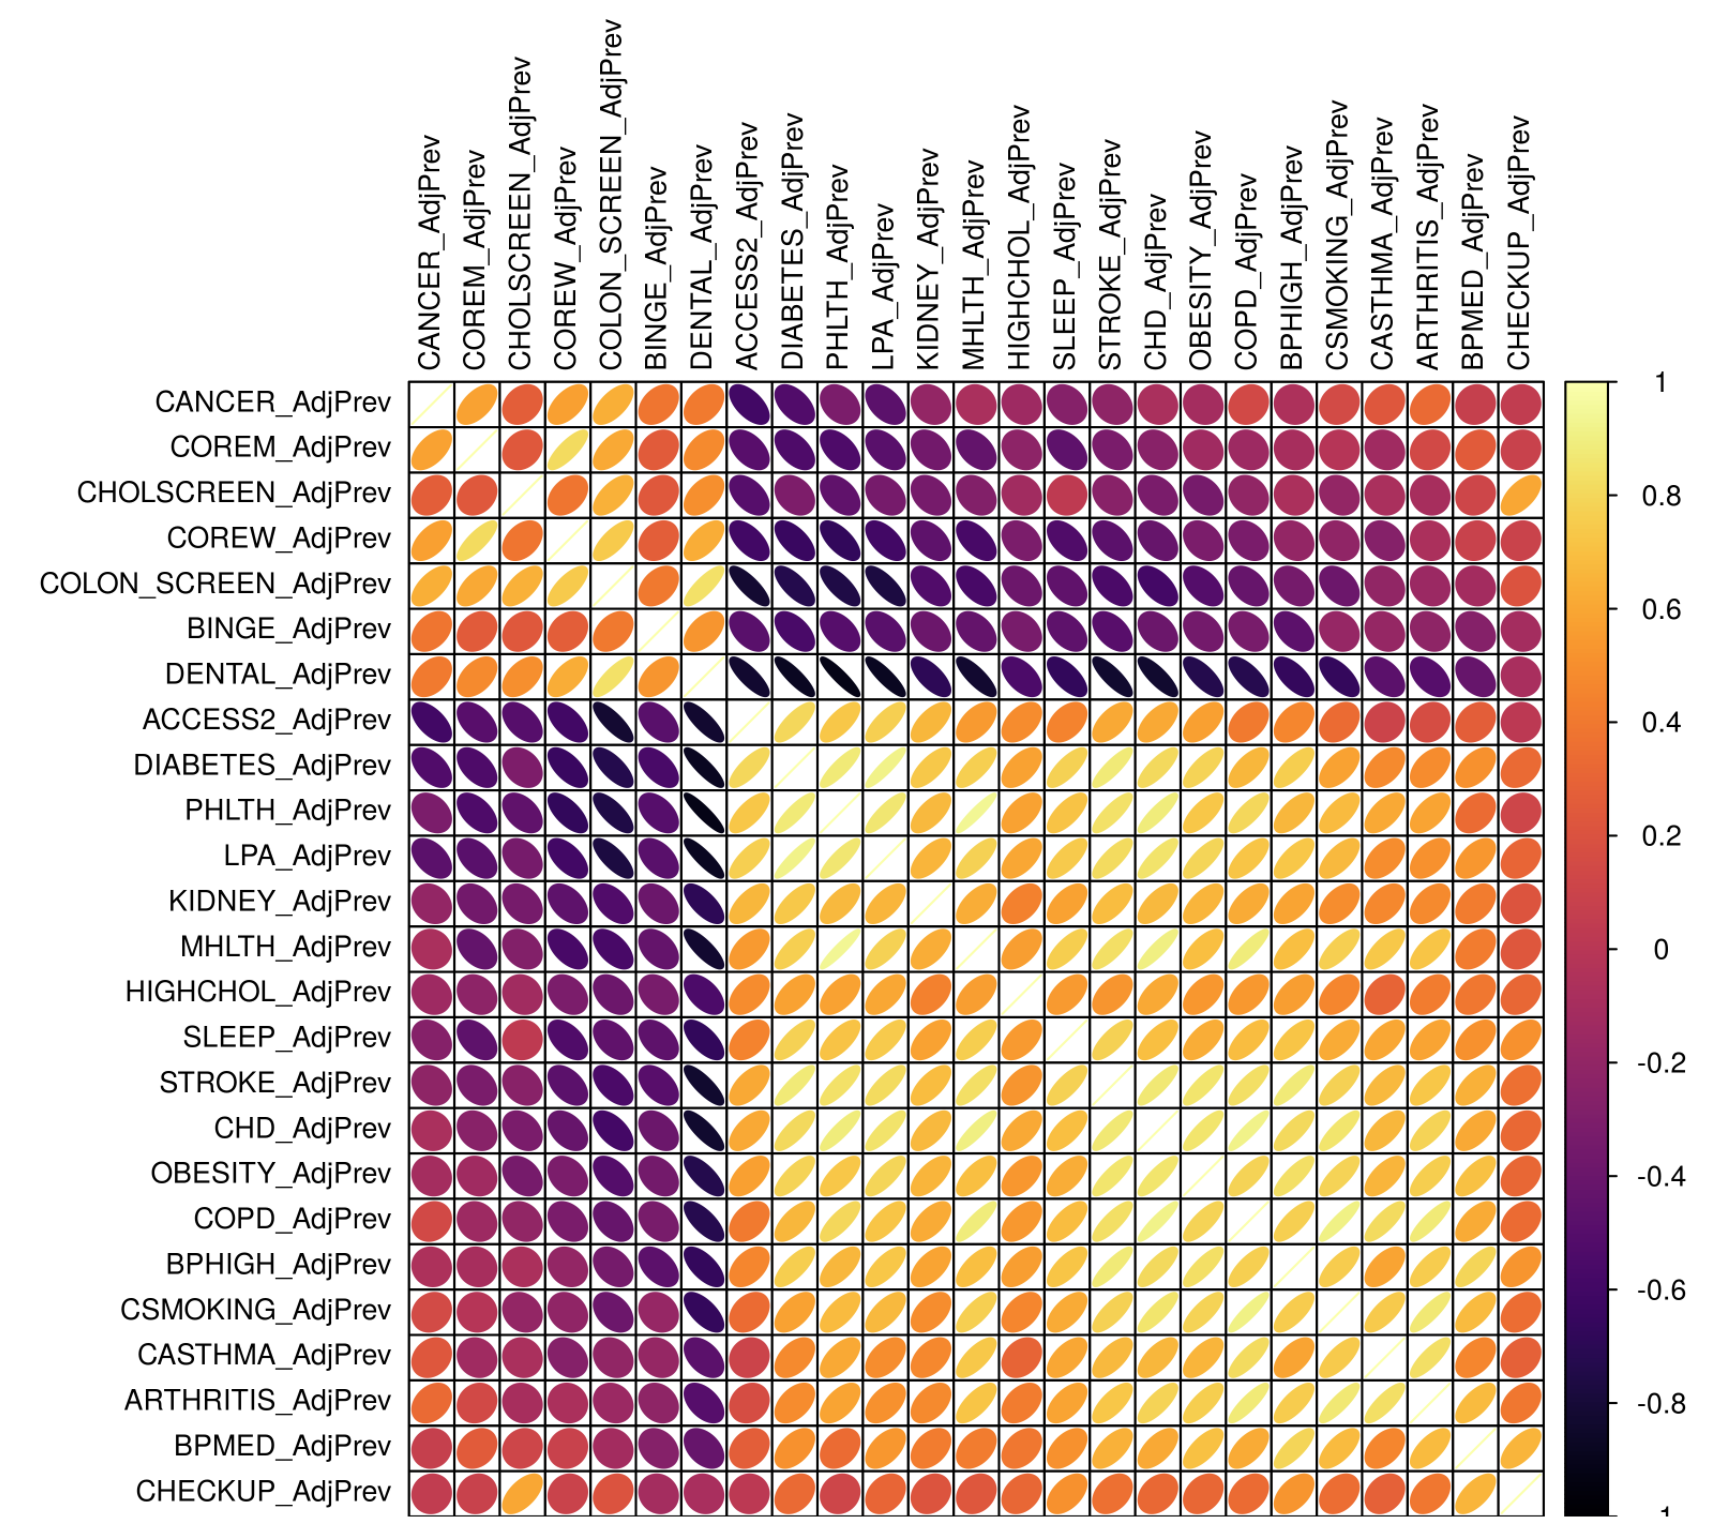 CANCER_AdjPrev
COREM_AdjPrev
CHOLSCREEN_AdjPrev
COREW_AdjPrev
COLON_SCREEN_AdjPrev
BINGE_AdjPrev
DENTAL_AdjPrev
ACCESS2_AdjPrev
DIABETES_AdjPrev
PHLTH_AdjPrev
LPA_AdjPrev
KIDNEY_AdjPrev
MHLTH_AdjPrev
HIGHCHOL_AdjPrev
SLEEP_AdjPrev
STROKE_AdjPrev
CHD_AdjPrev
OBESITY_AdjPrev
COPD_AdjPrev
BPHIGH_AdjPrev
CSMOKING_AdjPrev
CASTHMA_AdjPrev
ARTHRITIS_AdjPrev
BPMED_AdjPrev
CHECKUP_AdjPrev
CANCER_AdjPrev
COREM_AdjPrev
CHOLSCREEN_AdjPrev
COREW_AdjPrev
COLON_SCREEN_AdjPrev
BINGE_AdjPrev
DENTAL_AdjPrev
ACCESS2_AdjPrev
DIABETES_AdjPrev
PHLTH_AdjPrev
LPA_AdjPrev
KIDNEY_AdjPrev
MHLTH_AdjPrev
HIGHCHOL_AdjPrev
SLEEP_AdjPrev
STROKE_AdjPrev
CHD_AdjPrev
OBESITY_AdjPrev
COPD_AdjPrev
BPHIGH_AdjPrev
CSMOKING_AdjPrev
CASTHMA_AdjPrev
ARTHRITIS_AdjPrev
BPMED_AdjPrev
CHECKUP_AdjPrev
1
0.8
0.6
0.4
0.2
0
-0.2
-0.4
-0.6
-0.8